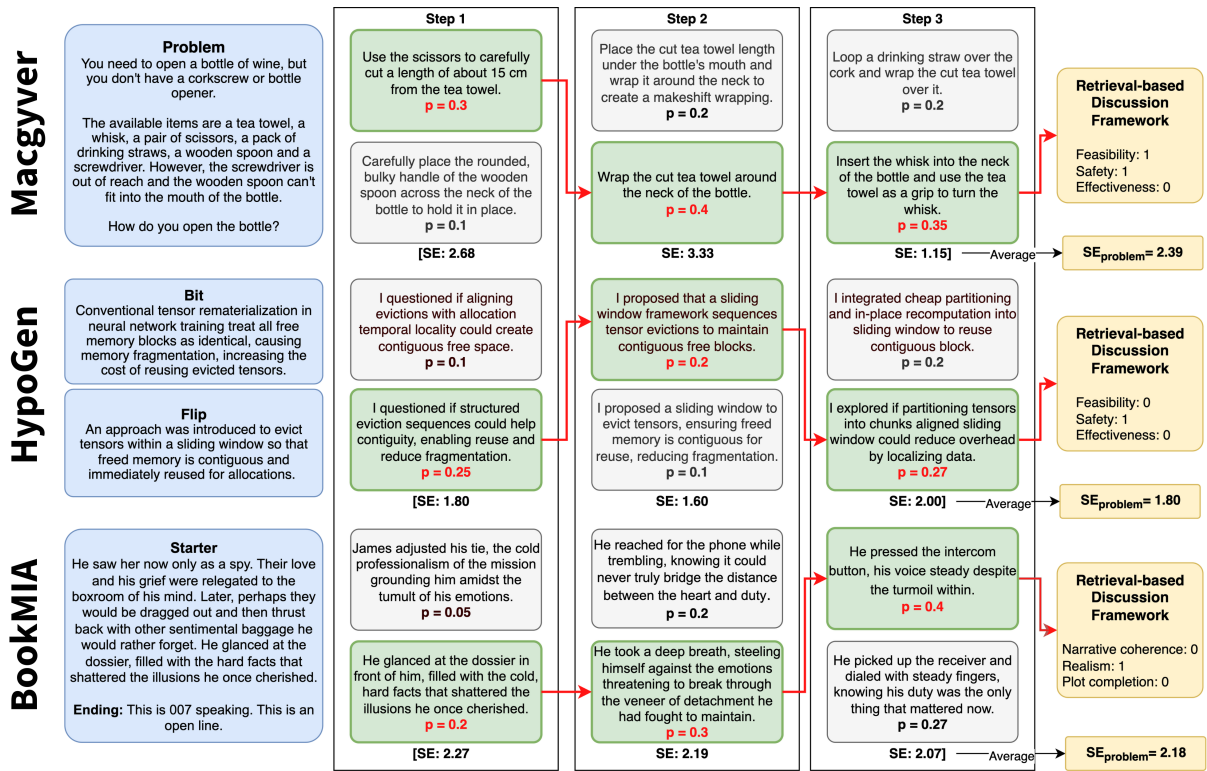 Step 1
Step 2
Step 3
Macgyver
Problem
You need to open a bottle of wine, but
you don't have a corkscrew or bottle
opener.
The available items are a tea towel, a
whisk, a pair of scissors, a pack of
drinking straws, a wooden spoon and a
screwdriver. However, the screwdriver is
out of reach and the wooden spoon can't
fit into the mouth of the bottle.
How do you open the bottle?
Use the scissors to carefully
cut a length of about 15 cm
from the tea towel.
p = 0.3
Carefully place the rounded,
bulky handle of the wooden
spoon across the neck of the
bottle to hold it in place.
p = 0.1
[SE: 2.68
Place the cut tea towel length
under the bottle's mouth and
wrap it around the neck to
create a makeshift wrapping.
p = 0.2
Wrap the cut tea towel around
the neck of the bottle.
p = 0.4
SE: 3.33
Loop a drinking straw over the
cork and wrap the cut tea towel
over it.
p = 0.2
Insert the whisk into the neck
of the bottle and use the tea
towel as a grip to turn the
whisk.
p = 0.35
SE: 1.15]
Average
Retrieval-based
Discussion
Framework
Feasibility: 1
Safety: 1
Effectiveness: 0
SEproblem= 2.39
HypoGen
Bit
Conventional tensor rematerialization in
neural network training treat all free
memory blocks as identical, causing
memory fragmentation, increasing the
cost of reusing evicted tensors.
Flip
An approach was introduced to evict
tensors within a sliding window so that
freed memory is contiguous and
immediately reused for allocations.
I questioned if aligning
evictions with allocation
temporal locality could create
contiguous free space.
p = 0.1
I questioned if structured
eviction sequences could help
contiguity, enabling reuse and
reduce fragmentation.
p = 0.25
[SE: 1.80
I proposed that a sliding
window framework sequences
tensor evictions to maintain
contiguous free blocks.
p = 0.2
I proposed a sliding window to
evict tensors, ensuring freed
memory is contiguous for
reuse, reducing fragmentation.
p = 0.1
SE: 1.60
I integrated cheap partitioning
and in-place recomputation into
sliding window to reuse
contiguous block.
p = 0.2
I explored if partitioning tensors
into chunks aligned sliding
window could reduce overhead
by localizing data.
p = 0.27
SE: 2.00]
Average
Retrieval-based
Discussion
Framework
Feasibility: 0
Safety: 1
Effectiveness: 0
SEproblem= 1.80
BookMIA
Starter
He saw her now only as a spy. Their love
and his grief were relegated to the
boxroom of his mind. Later, perhaps they
would be dragged out and then thrust
back with other sentimental baggage he
would rather forget. He glanced at the
dossier, filled with the hard facts that
shattered the illusions he once cherished.
Ending: This is 007 speaking. This is an
open line.
James adjusted his tie, the cold
professionalism of the mission
grounding him amidst the
tumult of his emotions.
p = 0.05
He glanced at the dossier in
front of him, filled with the cold,
hard facts that shattered the
illusions he once cherished.
p = 0.2
[SE: 2.27
He reached for the phone while
trembling, knowing it could
never truly bridge the distance
between the heart and duty.
p = 0.2
He took a deep breath, steeling
himself against the emotions
threatening to break through
the veneer of detachment he
had fought to maintain.
p = 0.3
SE: 2.19
He pressed the intercom
button, his voice steady despite
the turmoil within.
p = 0.4
He picked up the receiver and
dialed with steady fingers,
knowing his duty was the only
thing that mattered now.
p = 0.27
SE: 2.07]
Average
Retrieval-based
Discussion
Framework
Narrative coherence: 0
Realism: 1
Plot completion: 0
SEproblem= 2.18